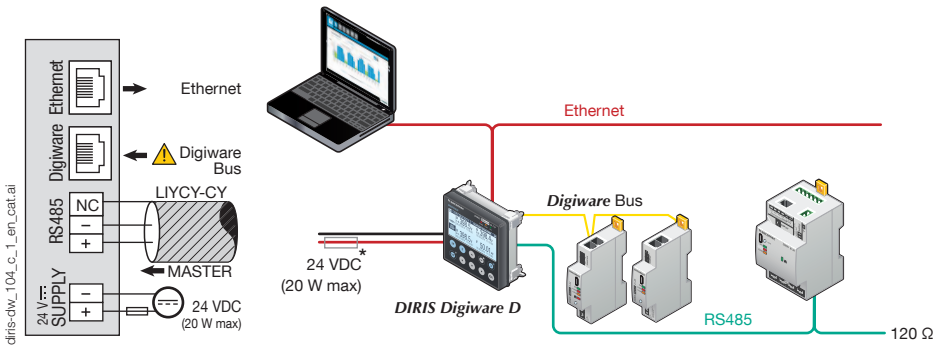 diris-dw_104_c_1_en_cat.ai
Ethernet
Ethernet
Digiware
Digiware
Bus
LIYCY-CY
RS485
NC
–
+
MASTER
24 V
SUPPLY
–
+
24 VDC
(20 W max)
Ethernet
Digiware Bus
24 VDC
*
(20 W max)
DIRIS Digiware D
RS485
120 Ω